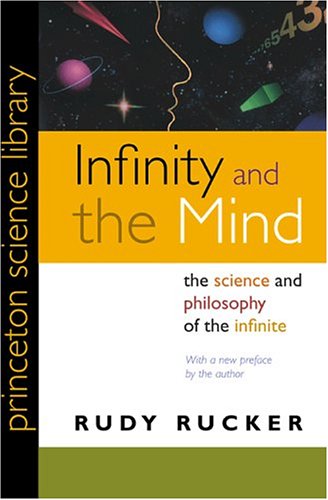 princeton science library
6543
Infinity and
the Mind
the science and
philosophy
of the infinite
With a new preface
by the author
RUDY RUCKER